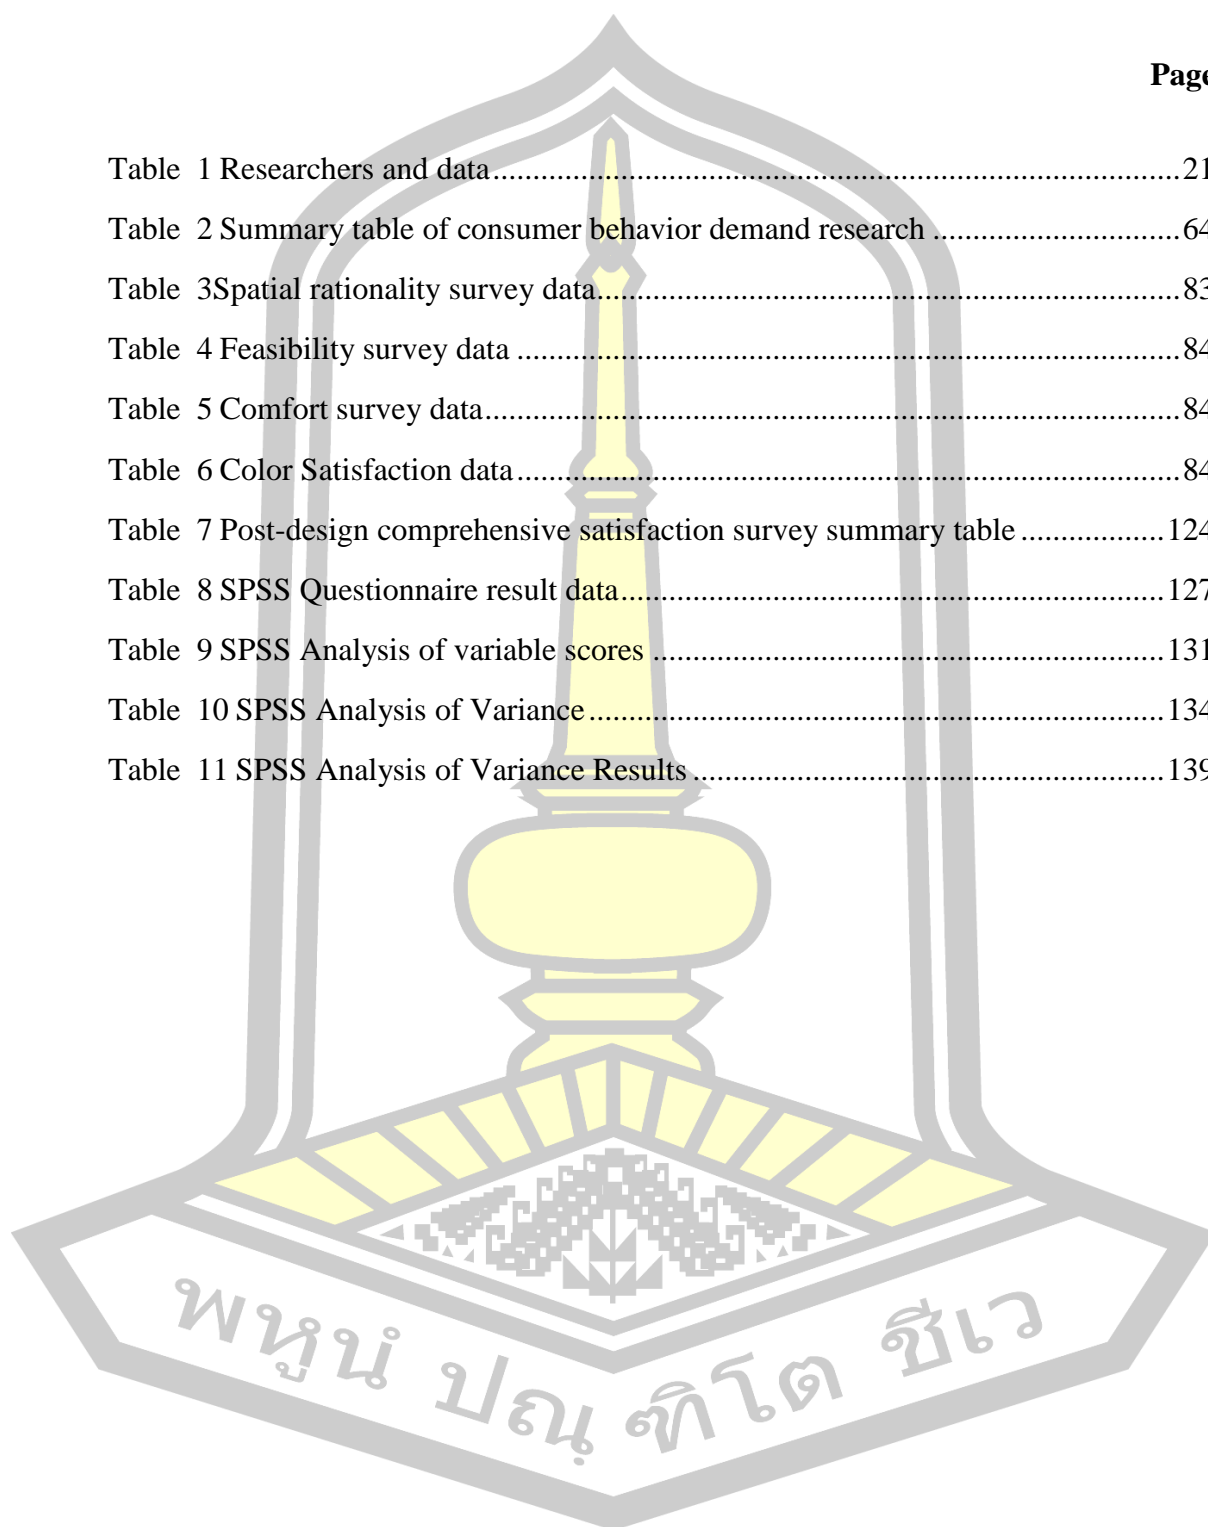 Page
Table 1 Researchers and data.....21
Table 2 Summary table of consumer behavior demand research .....64
Table 3Spatial rationality survey data.....83
Table 4 Feasibility survey data .....84
Table 5 Comfort survey data.....84
Table 6 Color Satisfaction data.....84
Table 7 Post-design comprehensive satisfaction survey summary table.....124
Table 8 SPSS Questionnaire result data.....127
Table 9 SPSS Analysis of variable scores .....131
Table 10 SPSS Analysis of Variance.....134
Table 11 SPSS Analysis of Variance Results.....139
พหูนํ ปณฺฑิโต ชีเว